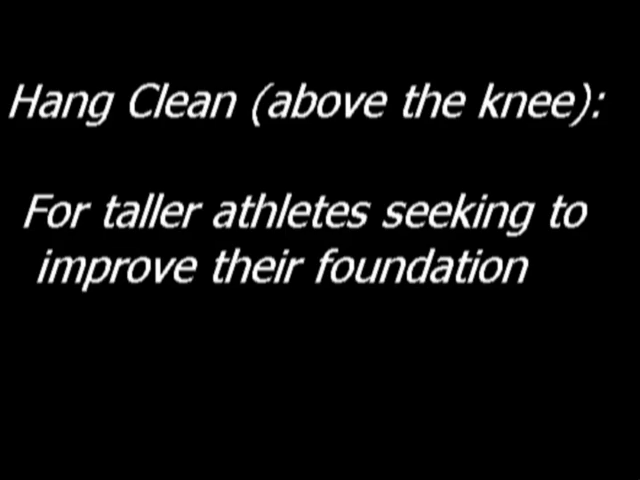 Hang Clean (above the knee):
For taller athletes seeking to
improve their foundation